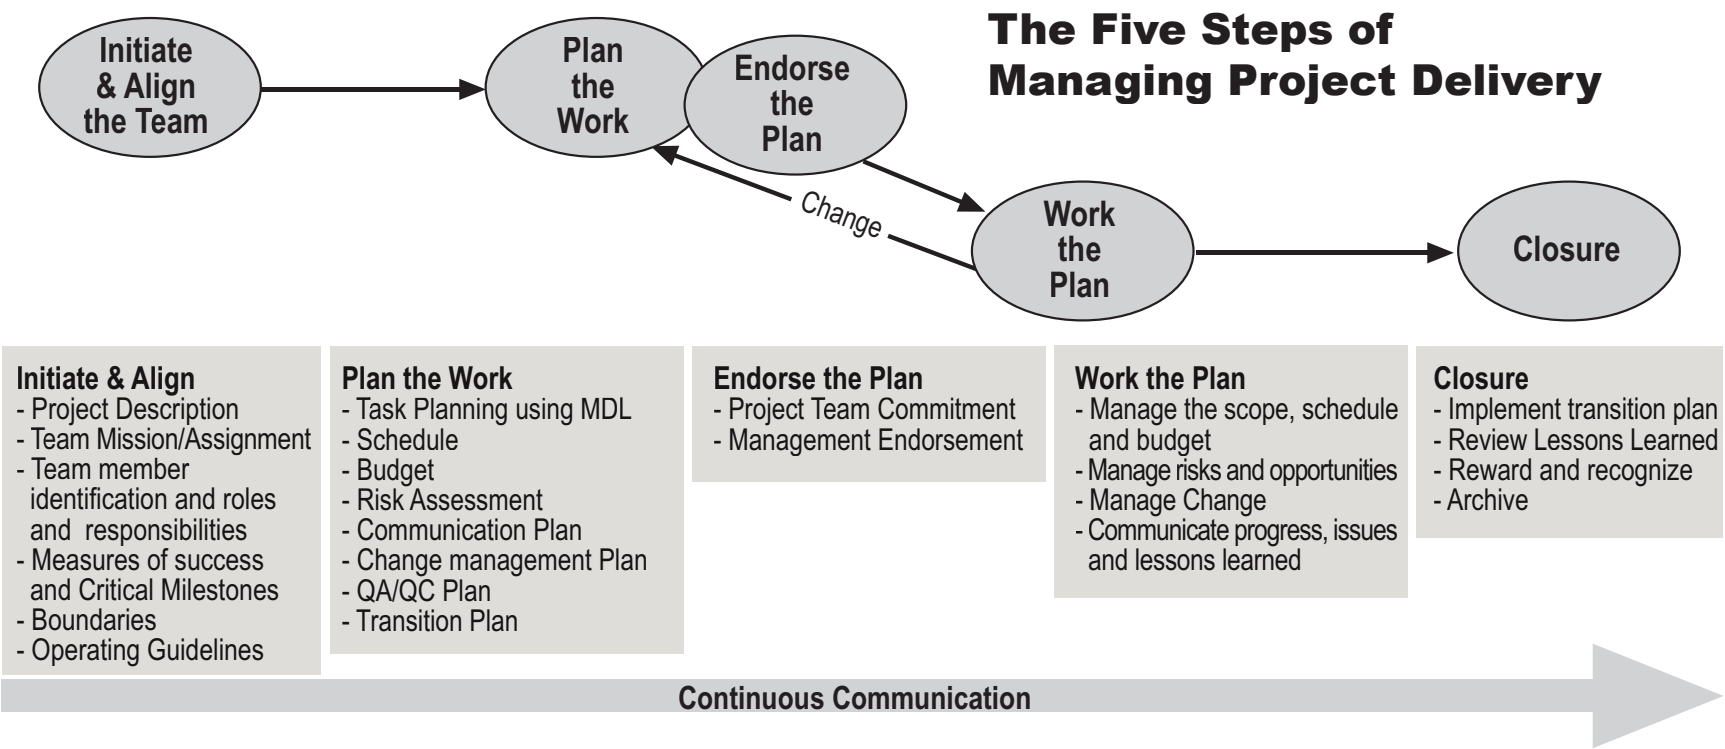 The Five Steps of
Managing Project Delivery
Initiate
& Align
the Team
Plan
the
Work
Endorse
the
Plan
Change
Work
the
Plan
Closure
Initiate & Align
- Project Description
- Team Mission/Assignment
- Team member
identification and roles
and  responsibilities
- Measures of success
and Critical Milestones
- Boundaries
- Operating Guidelines
Plan the Work
- Task Planning using MDL
- Schedule
- Budget
- Risk Assessment
- Communication Plan
- Change management Plan
- QA/QC Plan
- Transition Plan
Endorse the Plan
- Project Team Commitment
- Management Endorsement
Work the Plan
- Manage the scope, schedule
and budget
- Manage risks and opportunities
- Manage Change
- Communicate progress, issues
and lessons learned
Closure
- Implement transition plan
- Review Lessons Learned
- Reward and recognize
- Archive
Continuous Communication